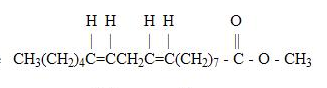 H H H H O
CH3(CH2)4C=CCH2C=C(CH2)7 - C - O - CH3